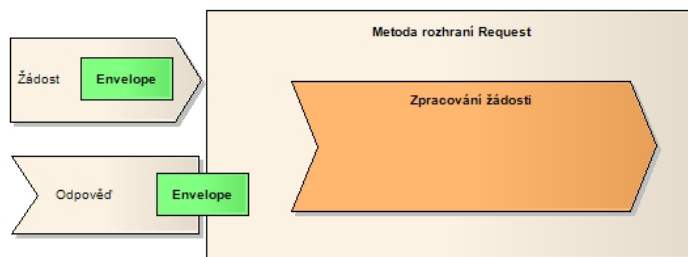 Metoda rozhraní Request
Žádost
Envelope
Zpracování žádosti
Odpověď
Envelope